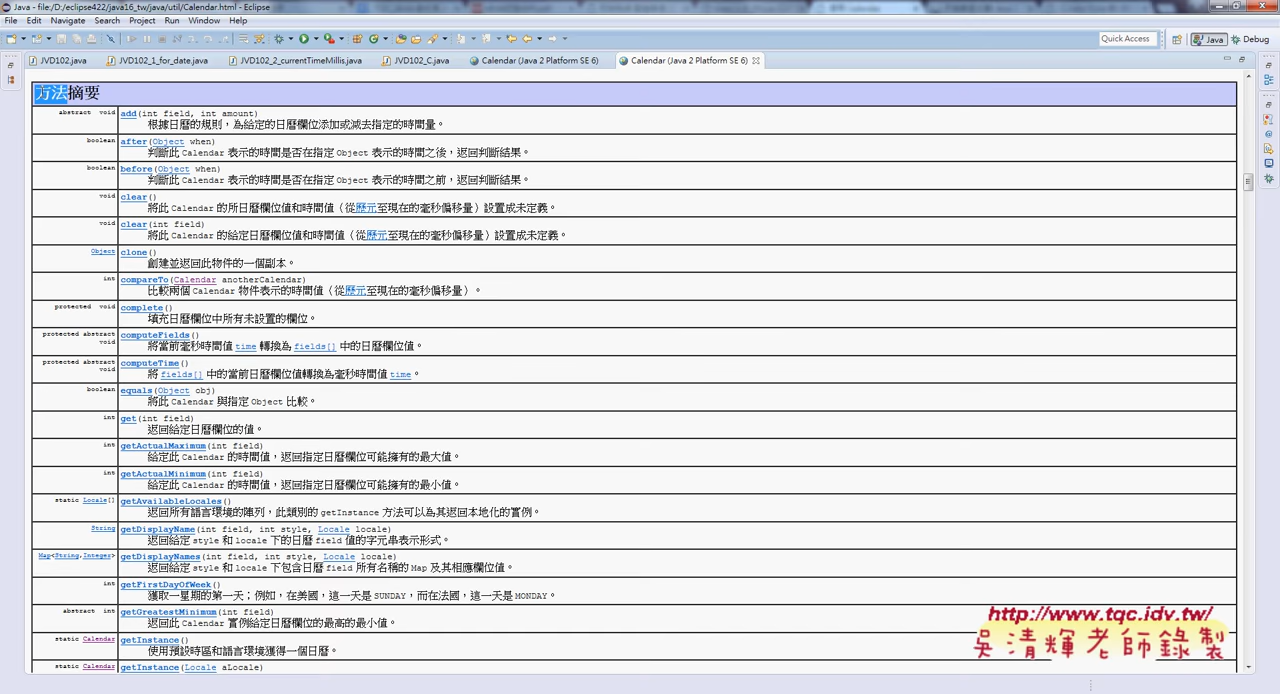 Java - file:/D:/eclipse422/java16_tw/java/util/Calendar.html - Eclipse
File Edit Navigate Search Project Run Window Help
Quick Access Java Debug
JVD102.java JVD102_1_for_date.java JVD102_2_currentTimeMillis.java JVD102_C.java Calendar (Java 2 Platform SE 6) Calendar (Java 2 Platform SE 6)
方法摘要
abstract void add(int field, int amount)
根據日曆的規則，為給定的日曆欄位添加或減去指定的時間量。
boolean after(Object when)
判斷此 Calendar 表示的時間是否在指定 Object 表示的時間之後，返回判斷結果。
boolean before(Object when)
判斷此 Calendar 表示的時間是否在指定 Object 表示的時間之前，返回判斷結果。
void clear()
將此 Calendar 的所日曆欄位值和時間值（從歷元至現在的毫秒偏移量）設置成未定義。
void clear(int field)
將此 Calendar 的給定日曆欄位值和時間值（從歷元至現在的毫秒偏移量）設置成未定義。
Object clone()
創建並返回此物件的一個副本。
int compareTo(Calendar anotherCalendar)
比較兩個 Calendar 物件表示的時間值（從歷元至現在的毫秒偏移量）。
protected void complete()
填充日曆欄位中所有未設置的欄位。
protected abstract void computeFields()
將當前毫秒時間值 time 轉換為 fields[] 中的日曆欄位值。
protected abstract void computeTime()
將 fields[] 中的當前日曆欄位值轉換為毫秒時間值 time。
boolean equals(Object obj)
將此 Calendar 與指定 Object 比較。
int get(int field)
返回給定日曆欄位的值。
int getActualMaximum(int field)
給定此 Calendar 的時間值，返回指定日曆欄位可能擁有的最大值。
int getActualMinimum(int field)
給定此 Calendar 的時間值，返回指定日曆欄位可能擁有的最小值。
static Locale[] getAvailableLocales()
返回所有語言環境的陣列，此類別的 getInstance 方法可以為其返回本地化的實例。
String getDisplayName(int field, int style, Locale locale)
返回給定 style 和 locale 下的日曆 field 值的字元串表示形式。
Map<String,Integer> getDisplayNames(int field, int style, Locale locale)
返回給定 style 和 locale 下包含日曆 field 所有名稱的 Map 及其相應欄位值。
int getFirstDayOfWeek()
獲取一星期的第一天；例如，在美國，這一天是 SUNDAY，而在法國，這一天是 MONDAY。
abstract int getGreatestMinimum(int field)
返回此 Calendar 實例給定日曆欄位的最高的最小值。
static Calendar getInstance()
使用預設時區和語言環境獲得一個日曆。
static Calendar getInstance(Locale aLocale)
http://www.tqc.idv.tw/
吳清輝老師錄製